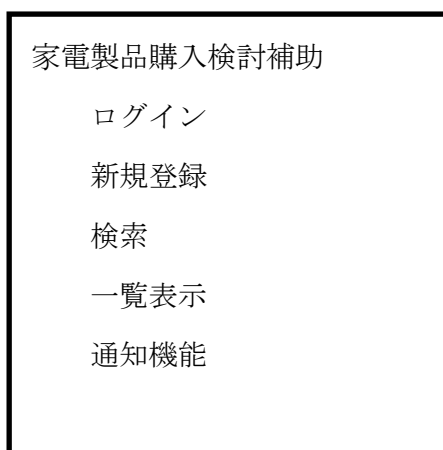 家電製品購入検討補助
ログイン
新規登録
検索
一覧表示
通知機能